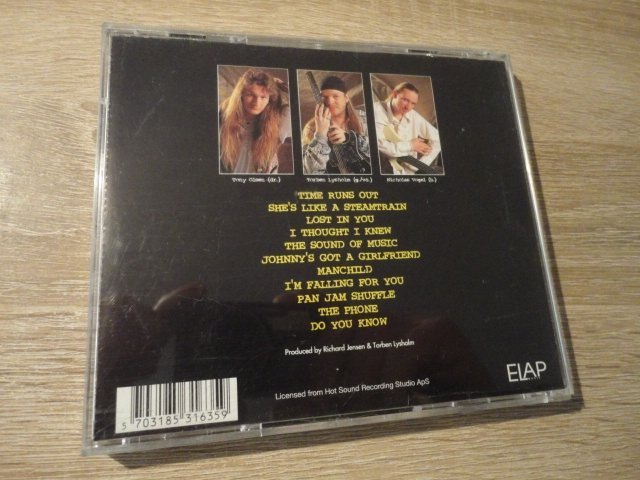 Tony Olsen (dr.) Torben Lysholm (g./vo.) Nicholas Vogel (b.)
TIME RUNS OUT
SHE'S LIKE A STEAMTRAIN
LOST IN YOU
I THOUGHT I KNEW
THE SOUND OF MUSIC
JOHNNY'S GOT A GIRLFRIEND
MANCHILD
I'M FALLING FOR YOU
PAN JAM SHUFFLE
THE PHONE
DO YOU KNOW
Produced by Richard Jensen & Torben Lysholm
Licensed from Hot Sound Recording Studio ApS
ELAP
5 703185 316359